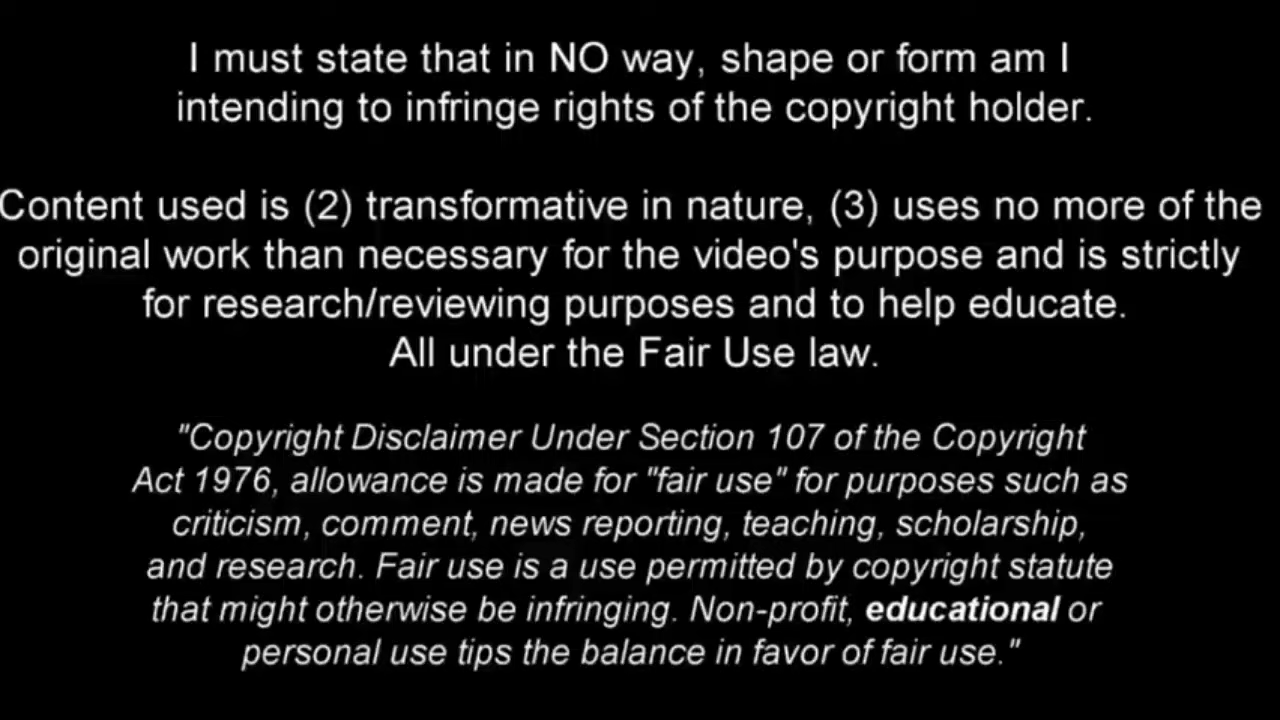 I must state that in NO way, shape or form am I
intending to infringe rights of the copyright holder.
Content used is (2) transformative in nature, (3) uses no more of the
original work than necessary for the video's purpose and is strictly
for research/reviewing purposes and to help educate.
All under the Fair Use law.
"Copyright Disclaimer Under Section 107 of the Copyright
Act 1976, allowance is made for "fair use" for purposes such as
criticism, comment, news reporting, teaching, scholarship,
and research. Fair use is a use permitted by copyright statute
that might otherwise be infringing. Non-profit, educational or
personal use tips the balance in favor of fair use."